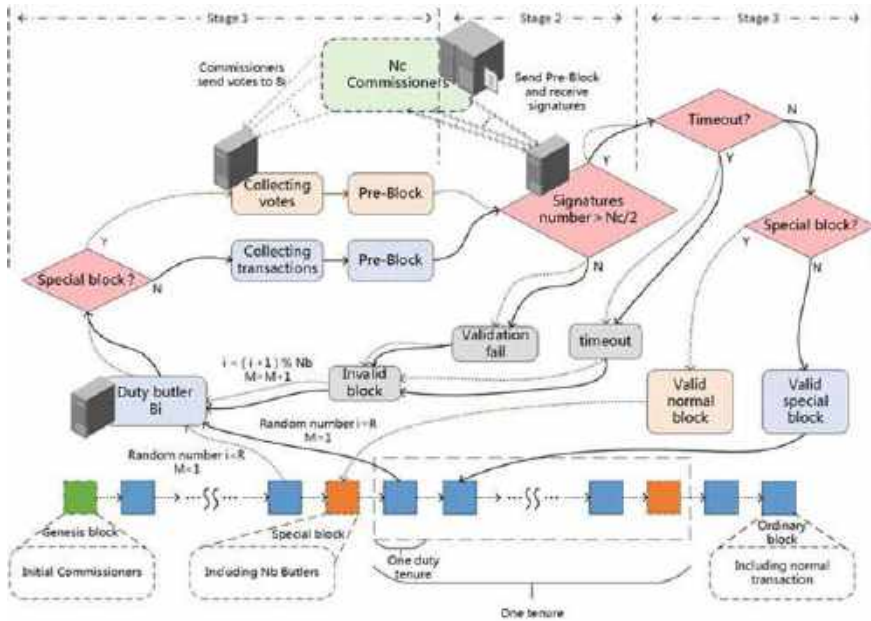 Stage 1
Stage 2
Stage 3
Commissioners
send votes to Bi
Nc
Commissioners
Send Pre-Block
and receive
signatures
Timeout?
N
Y
Y
Y
Collecting
votes
Pre-Block
Signatures
number > Nc/2
Special block?
Y
N
Y
Special block ?
N
Collecting
transactions
Pre-Block
N
Validation
fail
timeout
i = ( i +1) % Nb
M=M+1
Invalid
block
Duty butler
Bi
Valid
normal
block
Valid
special
block
Random number i=R
M=1
Random number i=R
M=1
Genesis block
Special block
Ordinary
block
Initial Commissioners
Including Nb Butlers
One duty
tenure
Including normal
transaction
One tenure